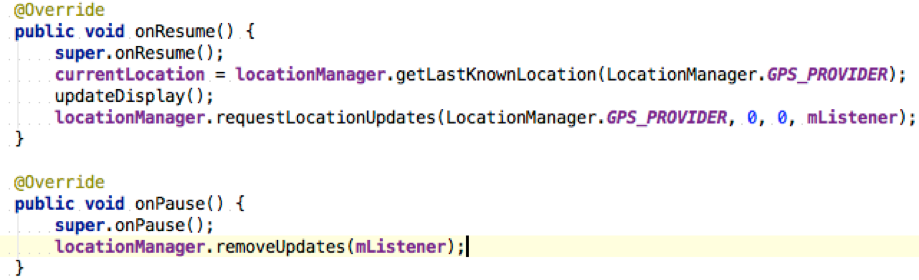 @Override
public void onResume() {
    super.onResume();
    currentLocation = locationManager.getLastKnownLocation(LocationManager.GPS_PROVIDER);
    updateDisplay();
    locationManager.requestLocationUpdates(LocationManager.GPS_PROVIDER, 0, 0, mListener);
}

@Override
public void onPause() {
    super.onPause();
    locationManager.removeUpdates(mListener);
}